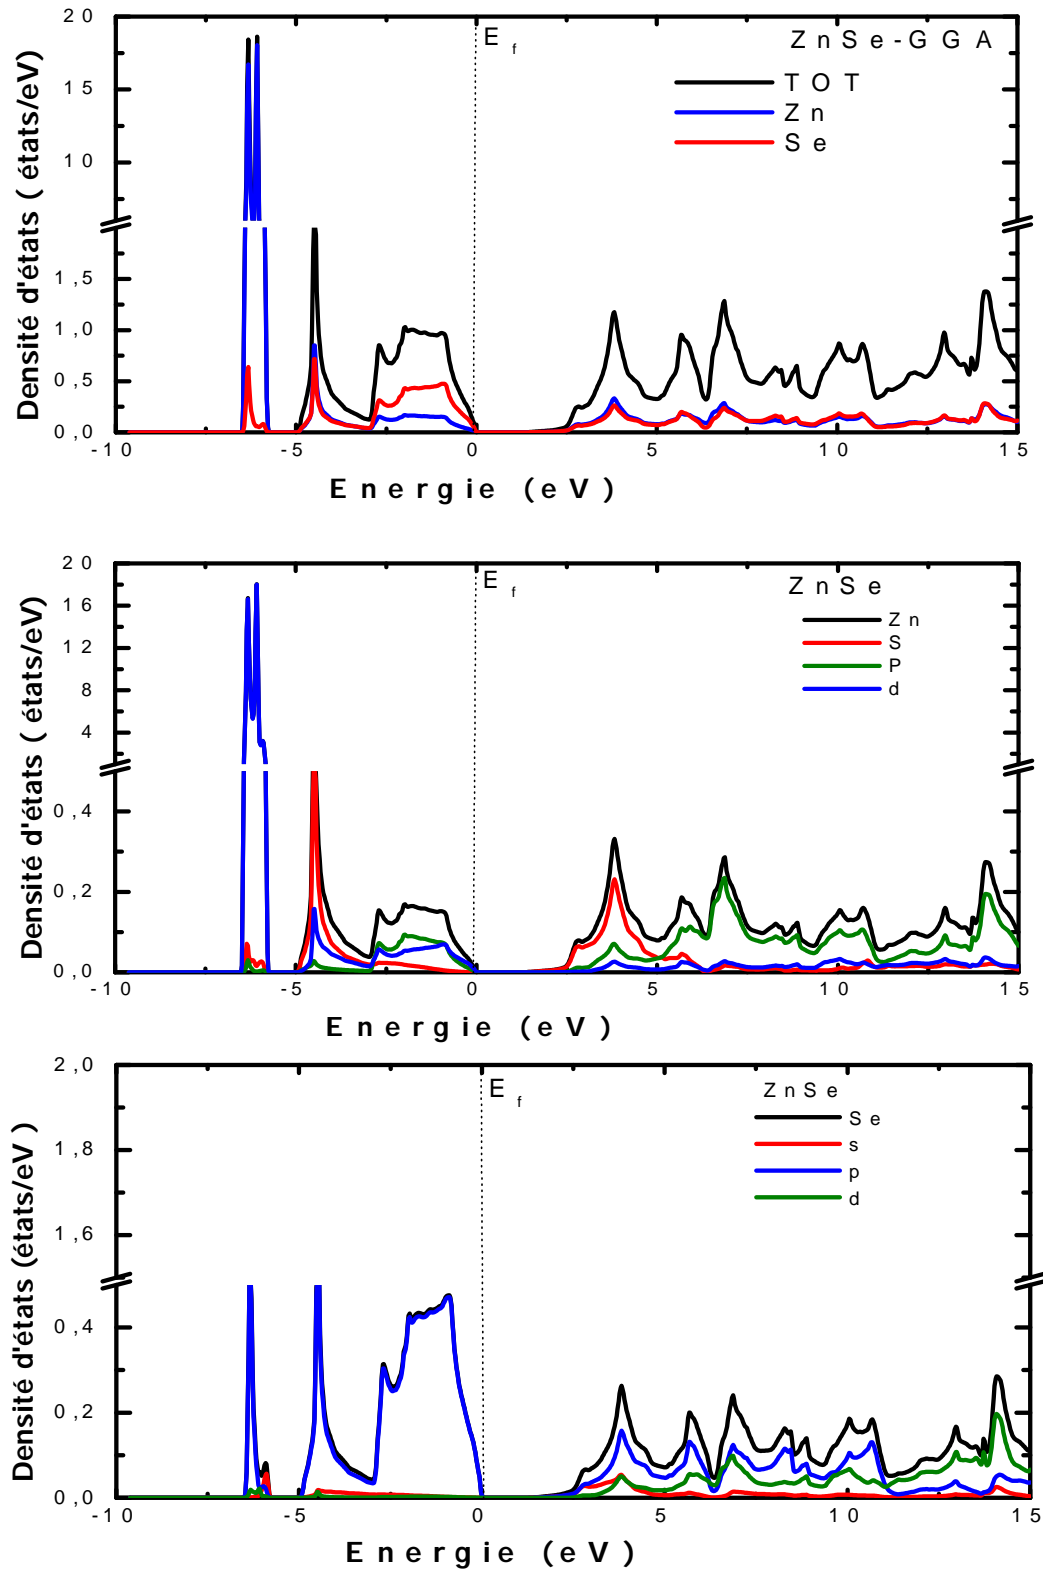 20
E f
ZnSe-GGA
TOT
15
Zn
Se
10
1,5
1,0
0,5
0,0
Densité d'états ( états/eV)
-10 -5 0 5 10 15
Energie (eV)
20
E f
ZnSe
16
Zn
S
12
P
8
d
4
0,4
0,2
0,0
Densité d'états ( états/eV)
-10 -5 0 5 10 15
Energie (eV)
2,0
E f
ZnSe
Se
1,8
s
p
d
1,6
0,4
0,2
0,0
Densité d'états (états/eV )
-10 -5 0 5 10 15
Energie (eV)